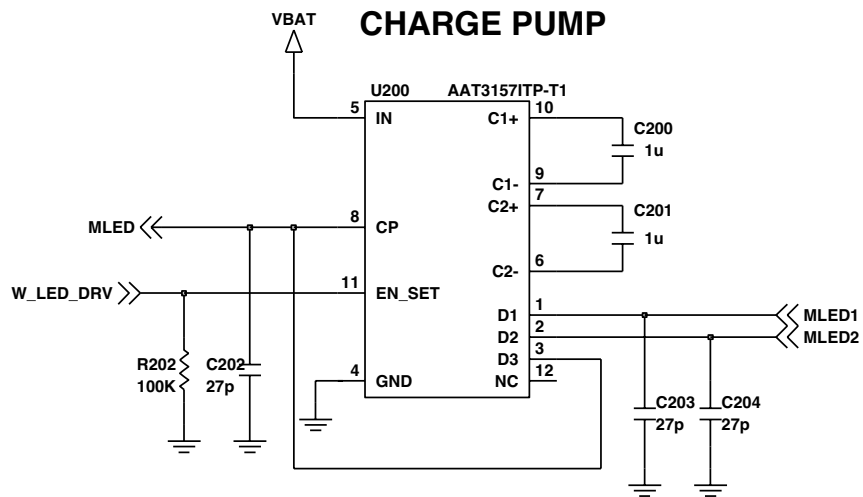 CHARGE PUMP
VBAT
U200 AAT3157ITP-T1
5 IN C1+ 10
C200
1u
C1- 9
C2+ 7
MLED 8 CP
C201
1u
C2- 6
W_LED_DRV 11 EN_SET
D1 1 MLED1
D2 2 MLED2
D3 3
R202 C202
100K 27p
4 GND NC 12
C203 C204
27p 27p